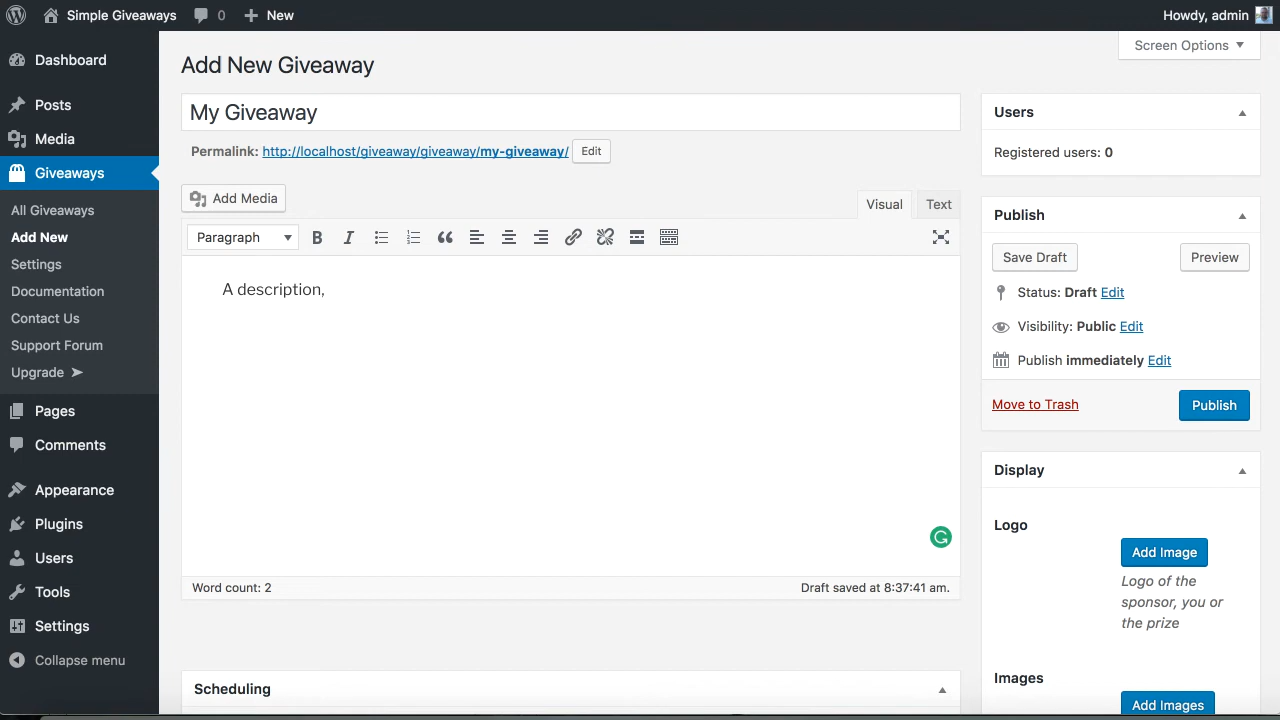 Simple Giveaways 0 New Howdy, admin
Dashboard
Posts
Media
Giveaways
All Giveaways
Add New
Settings
Documentation
Contact Us
Support Forum
Upgrade ➤
Pages
Comments
Appearance
Plugins
Users
Tools
Settings
Collapse menu
Screen Options
Add New Giveaway
My Giveaway
Permalink: http://localhost/giveaway/giveaway/my-giveaway/ Edit
Add Media
Visual Text
Paragraph
A description,
Word count: 2 Draft saved at 8:37:41 am.
Scheduling
Users
Registered users: 0
Publish
Save Draft Preview
Status: Draft Edit
Visibility: Public Edit
Publish immediately Edit
Move to Trash Publish
Display
Logo
Add Image
Logo of the
sponsor, you or
the prize
Images
Add Images